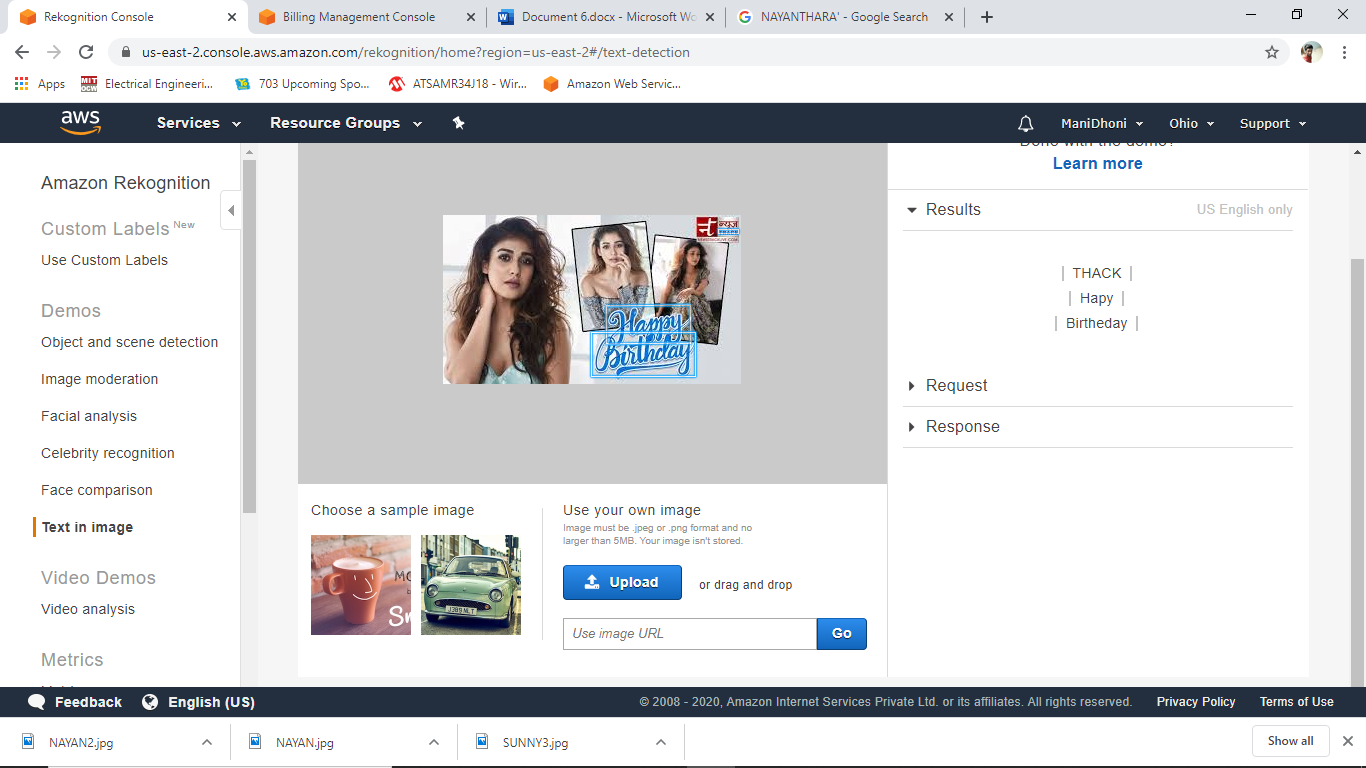 Rekognition Console
Billing Management Console
Document 6.docx - Microsoft Wo
NAYANTHARA' - Google Search
us-east-2.console.aws.amazon.com/rekognition/home?region=us-east-2#/text-detection
Apps
Electrical Engineeri...
703 Upcoming Spo...
ATSAMR34J18 - Wir...
Amazon Web Servic...
aws
Services
Resource Groups
ManiDhoni
Ohio
Support
Done with the demo?
Learn more
Amazon Rekognition
Custom Labels New
Use Custom Labels
Demos
Object and scene detection
Image moderation
Facial analysis
Celebrity recognition
Face comparison
Text in image
Video Demos
Video analysis
Metrics
न्यूज़
Happy
Birthday
Results
US English only
| THACK |
| Hapy |
| Birtheday |
Request
Response
Choose a sample image
Use your own image
Image must be .jpeg or .png format and no
larger than 5MB. Your image isn't stored.
Upload
or drag and drop
Use image URL
Go
J289 NLT
Feedback
English (US)
© 2008 - 2020, Amazon Internet Services Private Ltd. or its affiliates. All rights reserved.
Privacy Policy
Terms of Use
NAYAN2.jpg
NAYAN.jpg
SUNNY3.jpg
Show all